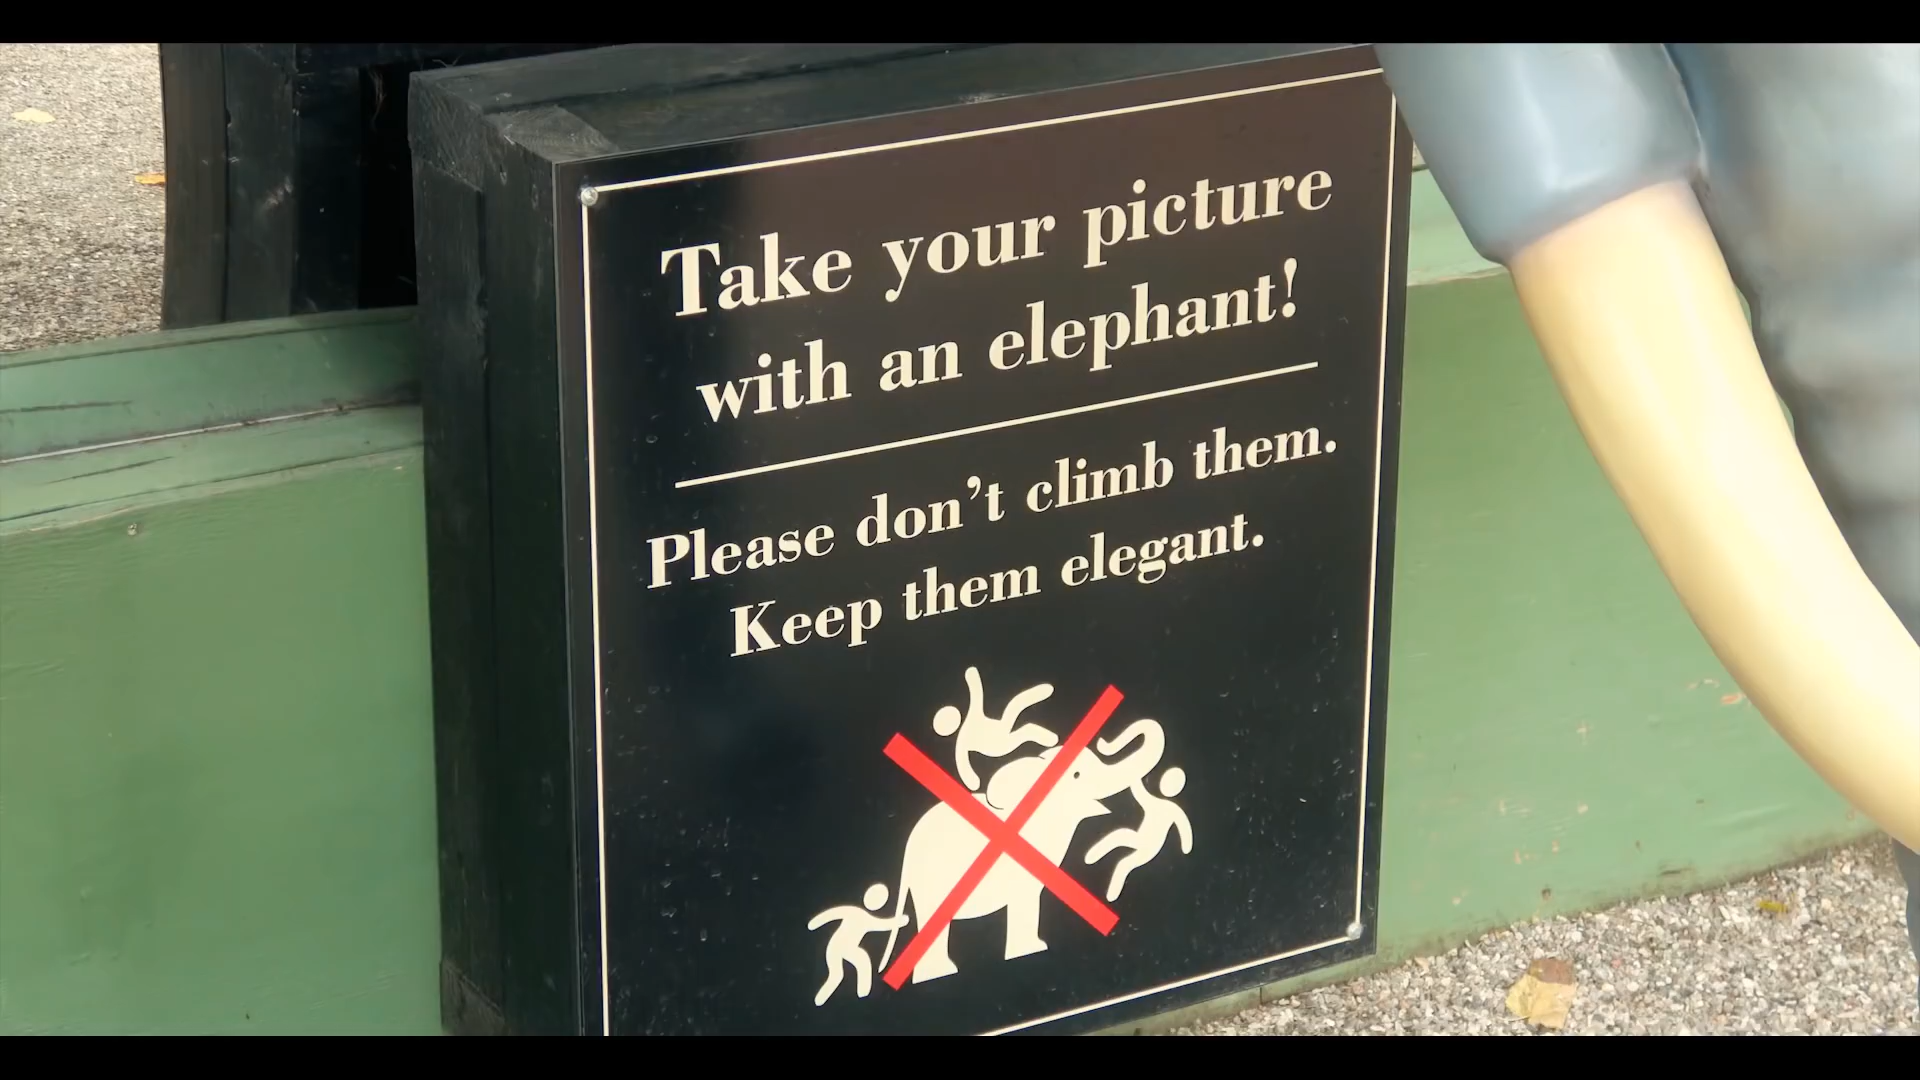 Take your picture
with an elephant!
Please don't climb them.
Keep them elegant.